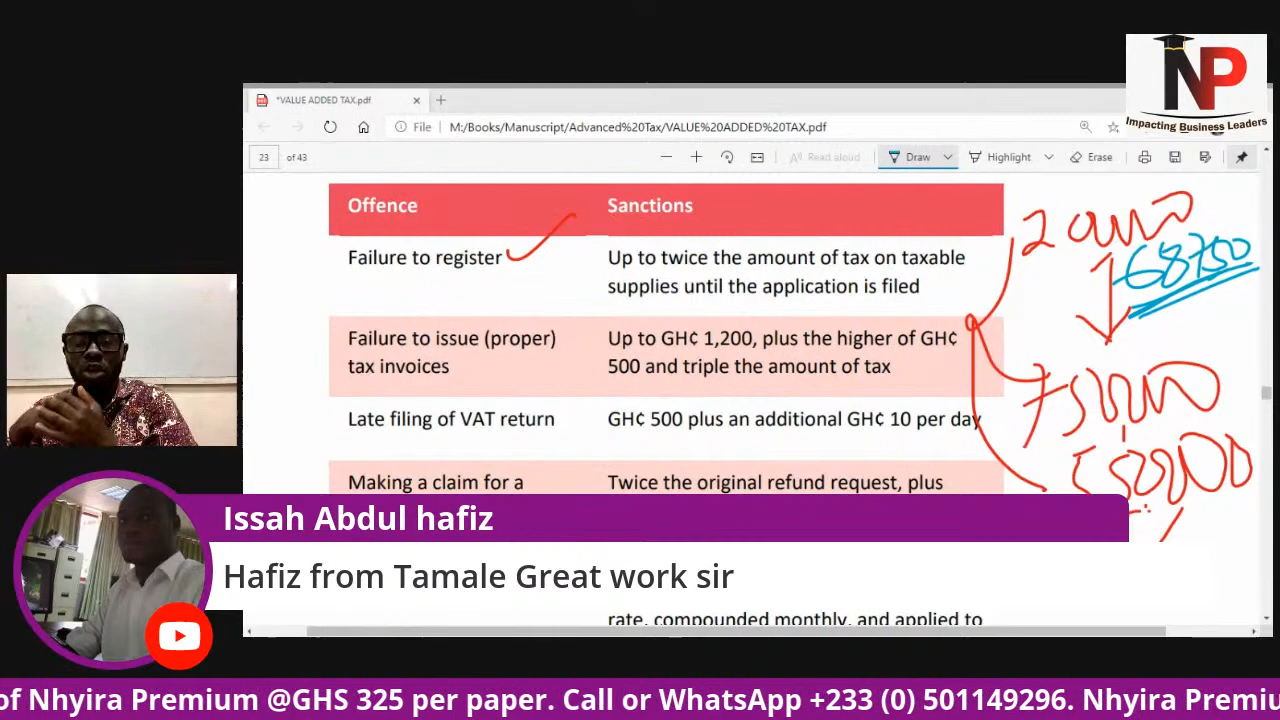 NP
Impacting Business Leaders
*VALUE ADDED TAX.pdf
File M:/Books/Manuscript/Advanced%20Tax/VALUE%20ADDED%20TAX.pdf
23 of 43 Read aloud Draw Highlight Erase
Offence Sanctions
Failure to register Up to twice the amount of tax on taxable
supplies until the application is filed
Failure to issue (proper) Up to GH¢ 1,200, plus the higher of GH¢
tax invoices 500 and triple the amount of tax
Late filing of VAT return GH¢ 500 plus an additional GH¢ 10 per day
Making a claim for a Twice the original refund request, plus
68750
Issah Abdul hafiz
Hafiz from Tamale Great work sir
rate, compounded monthly, and applied to
of Nhyira Premium @GHS 325 per paper. Call or WhatsApp +233 (0) 501149296. Nhyira Premiu